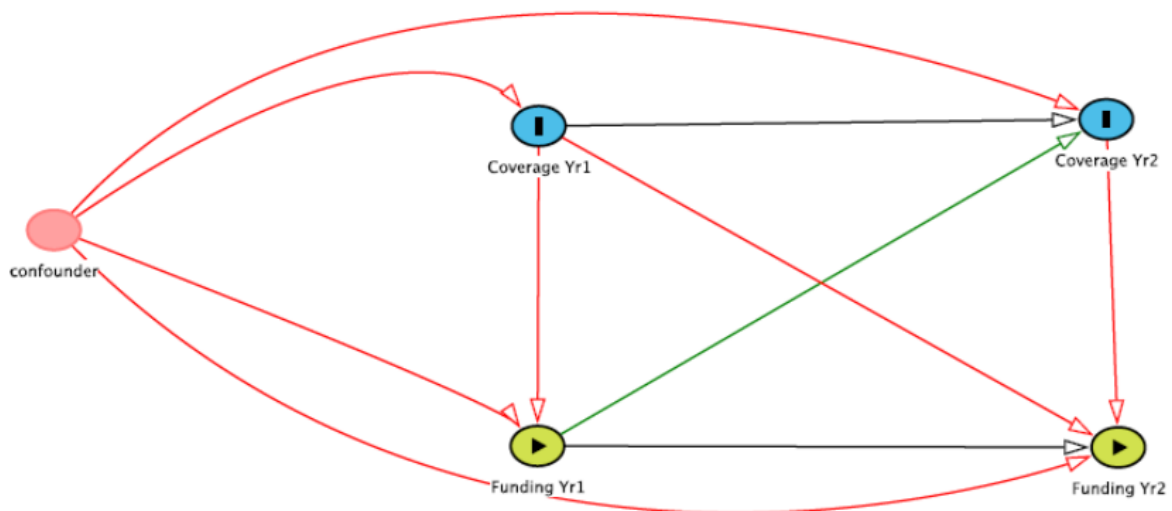 Coverage Yr1
Coverage Yr2
confounder
Funding Yr1
Funding Yr2